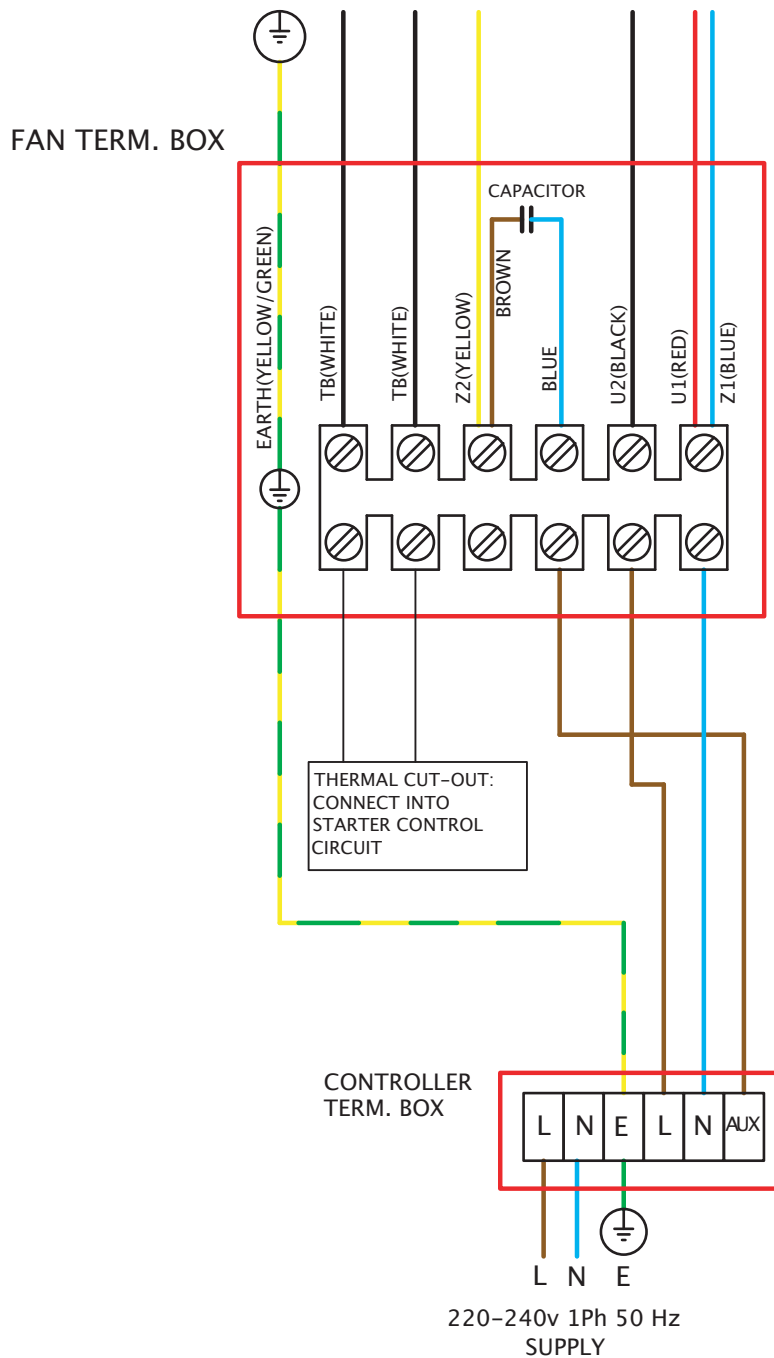 FAN TERM. BOX
CAPACITOR
EARTH(YELLOW/GREEN)
TB(WHITE)
TB(WHITE)
Z2(YELLOW)
BROWN
BLUE
U2(BLACK)
U1(RED)
Z1(BLUE)
THERMAL CUT-OUT:
CONNECT INTO
STARTER CONTROL
CIRCUIT
CONTROLLER
TERM. BOX
L N E L N AUX
L N E
220-240v 1Ph 50 Hz
SUPPLY